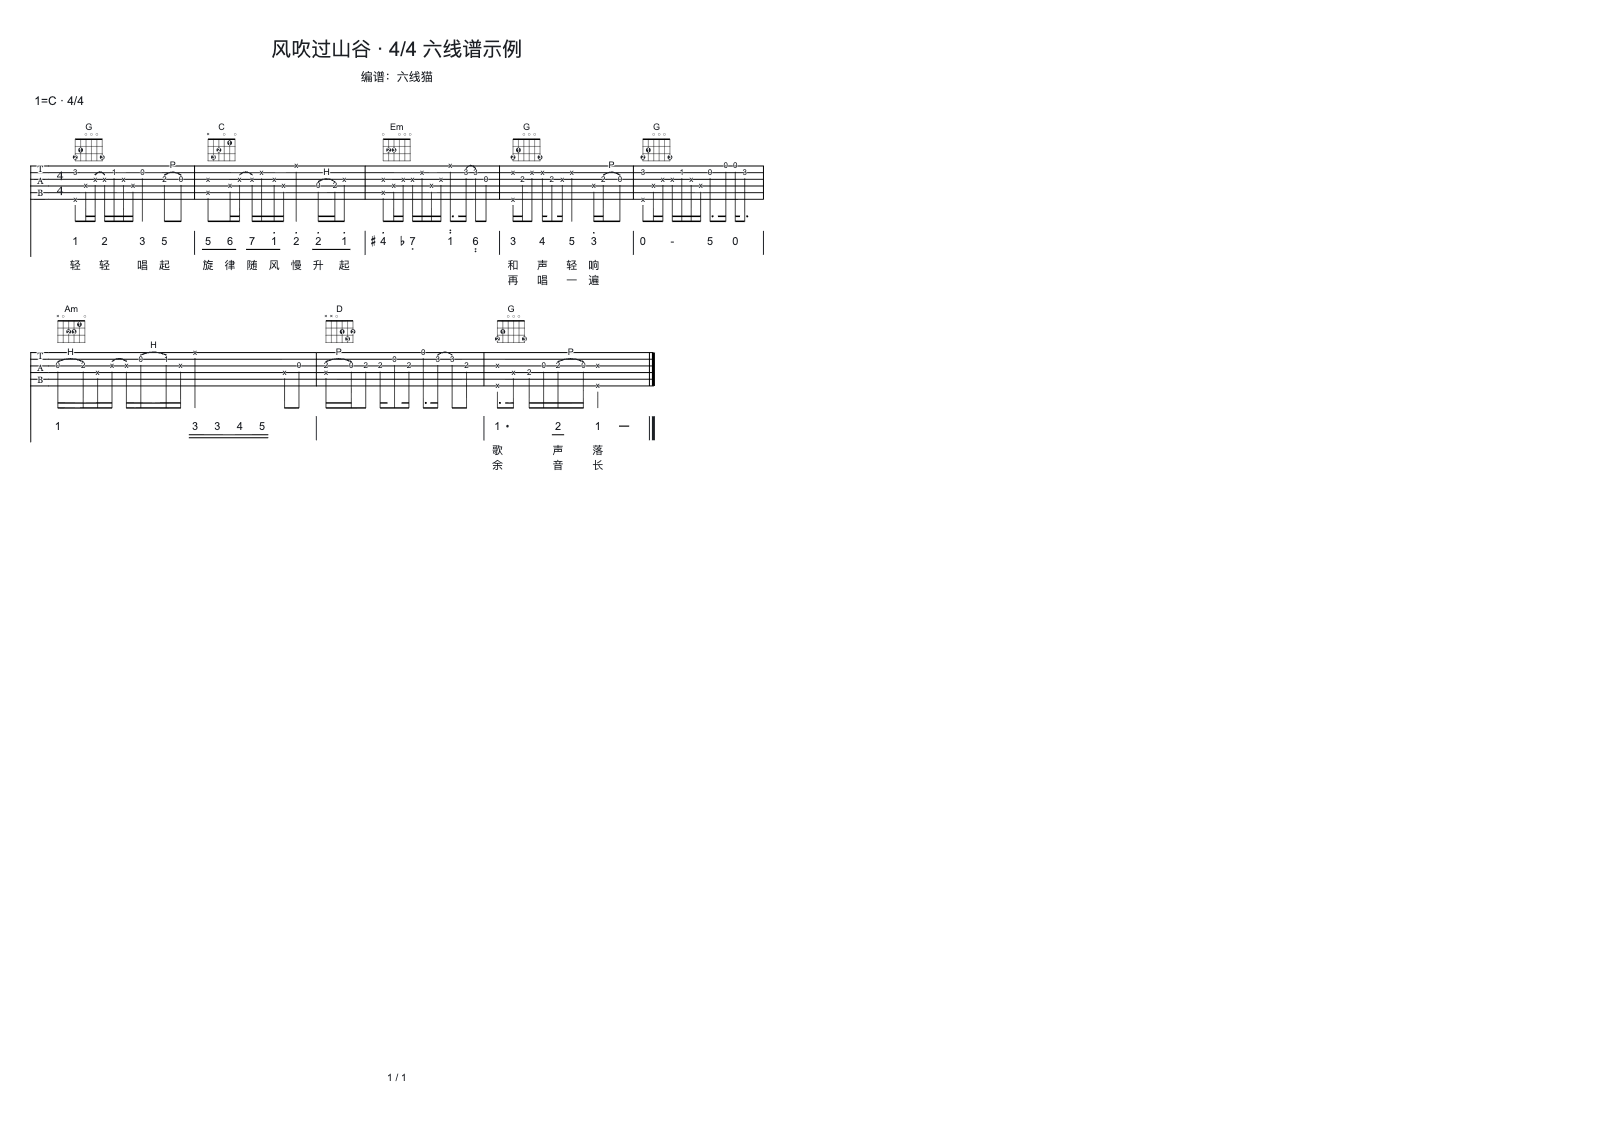 风吹过山谷 · 4/4 六线谱示例
编谱：六线猫
1=C · 4/4
G C Em G G
P H P
T A B 4 4
1 2 3 5 5 6 7 1 2 2 1 ♯4 ♭7 1 6 3 4 5 3 0 - 5 0
轻 轻 唱 起 旋 律 随 风 慢 升 起 和 声 轻 响
再 唱 一 遍
Am D G
H H P P
T A B
1 3 3 4 5 1· 2 1 —
歌 声 落
余 音 长
1 / 1